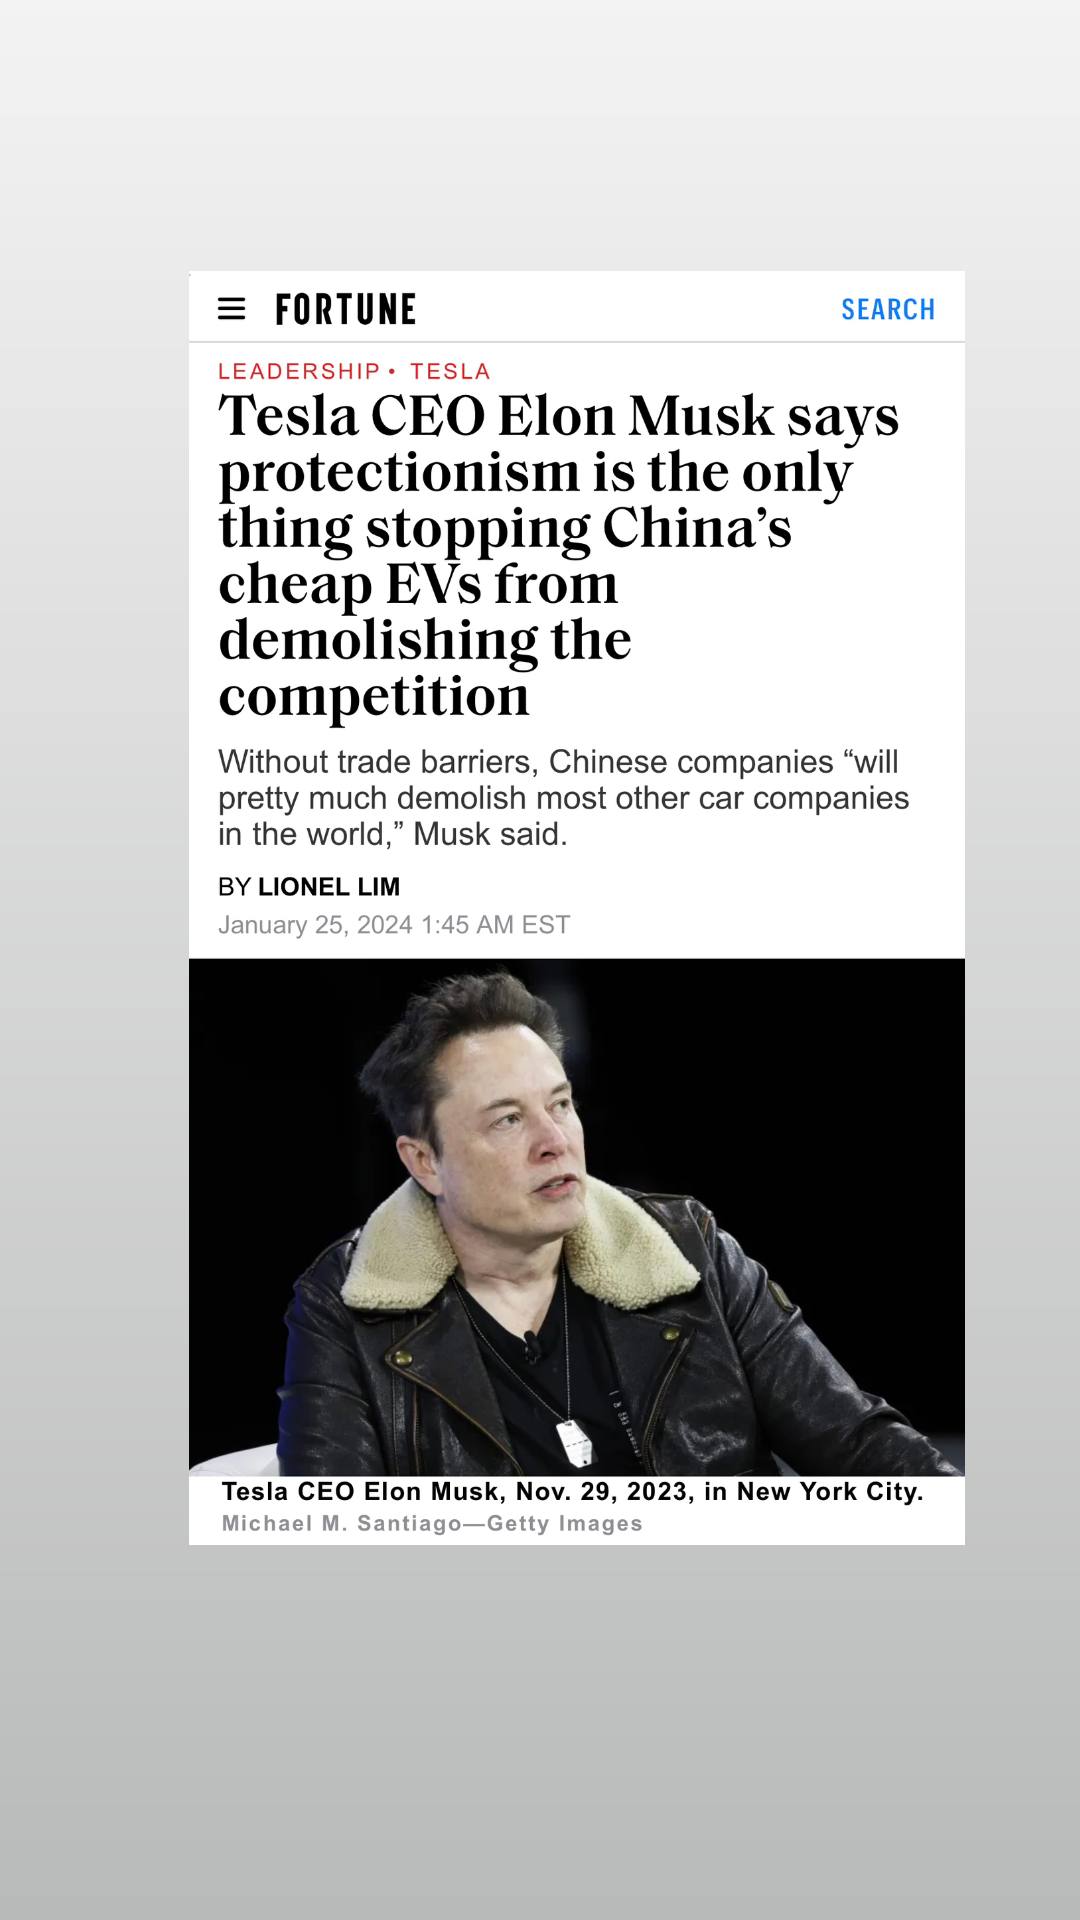 FORTUNE
SEARCH
LEADERSHIP • TESLA
Tesla CEO Elon Musk says
protectionism is the only
thing stopping China’s
cheap EVs from
demolishing the
competition
Without trade barriers, Chinese companies “will
pretty much demolish most other car companies
in the world,” Musk said.
BY LIONEL LIM
January 25, 2024 1:45 AM EST
Tesla CEO Elon Musk, Nov. 29, 2023, in New York City.
Michael M. Santiago—Getty Images